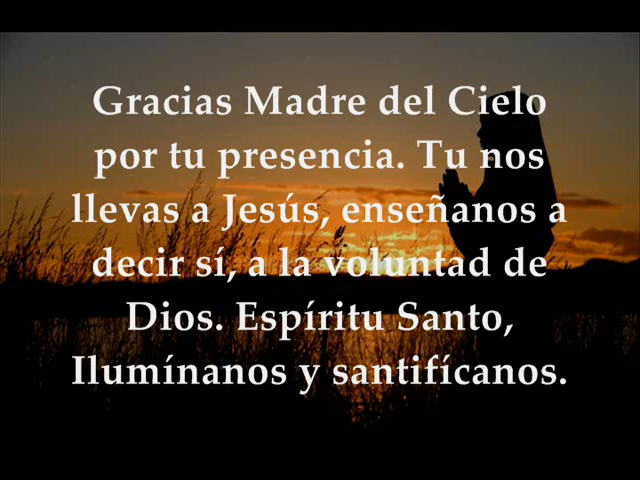 Gracias Madre del Cielo
por tu presencia. Tu nos
llevas a Jesús, enseñanos a
decir sí, a la voluntad de
Dios. Espíritu Santo,
Ilumínanos y santifícanos.